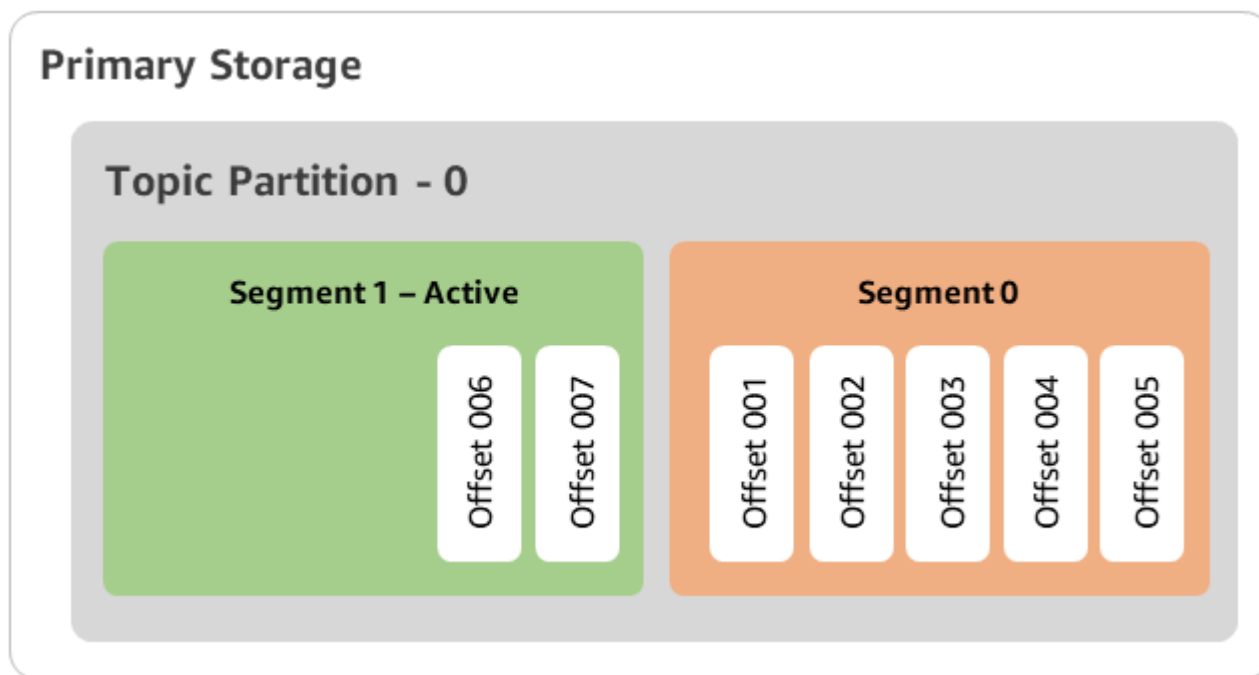 Primary Storage
Topic Partition - 0
Segment 1 – Active
Offset 006
Offset 007
Segment 0
Offset 001
Offset 002
Offset 003
Offset 004
Offset 005